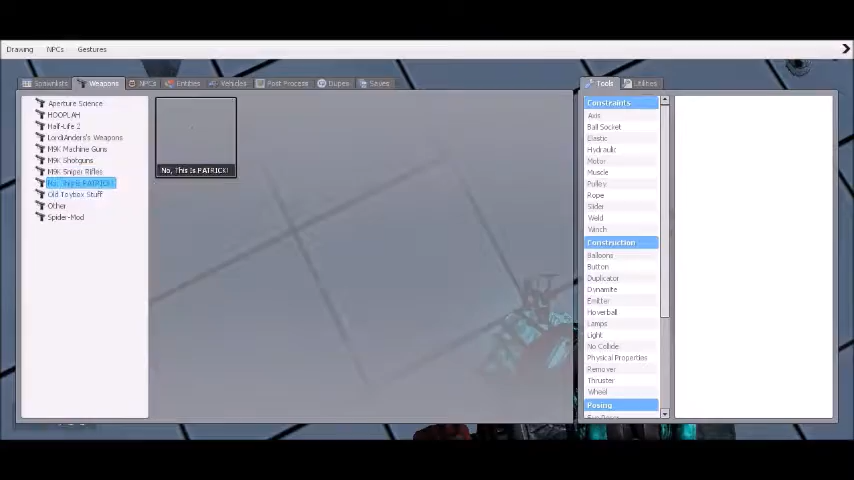 Drawing NPCs Gestures
Spawnlists Weapons NPCs Entities Vehicles Post Process Dupes Saves
Tools Utilities
Aperture Science
HOOPLAH
Half-Life 2
LordiAnders's Weapons
M9K Machine Guns
M9K Shotguns
M9K Sniper Rifles
No, This Is PATRICK!
Old Toybox Stuff
Other
Spider-Mod
No, This Is PATRICK!
Constraints
Axis
Ball Socket
Elastic
Hydraulic
Motor
Muscle
Pulley
Rope
Slider
Weld
Winch
Construction
Balloons
Button
Duplicator
Dynamite
Emitter
Hoverball
Lamps
Light
No Collide
Physical Properties
Remover
Thruster
Wheel
Posing